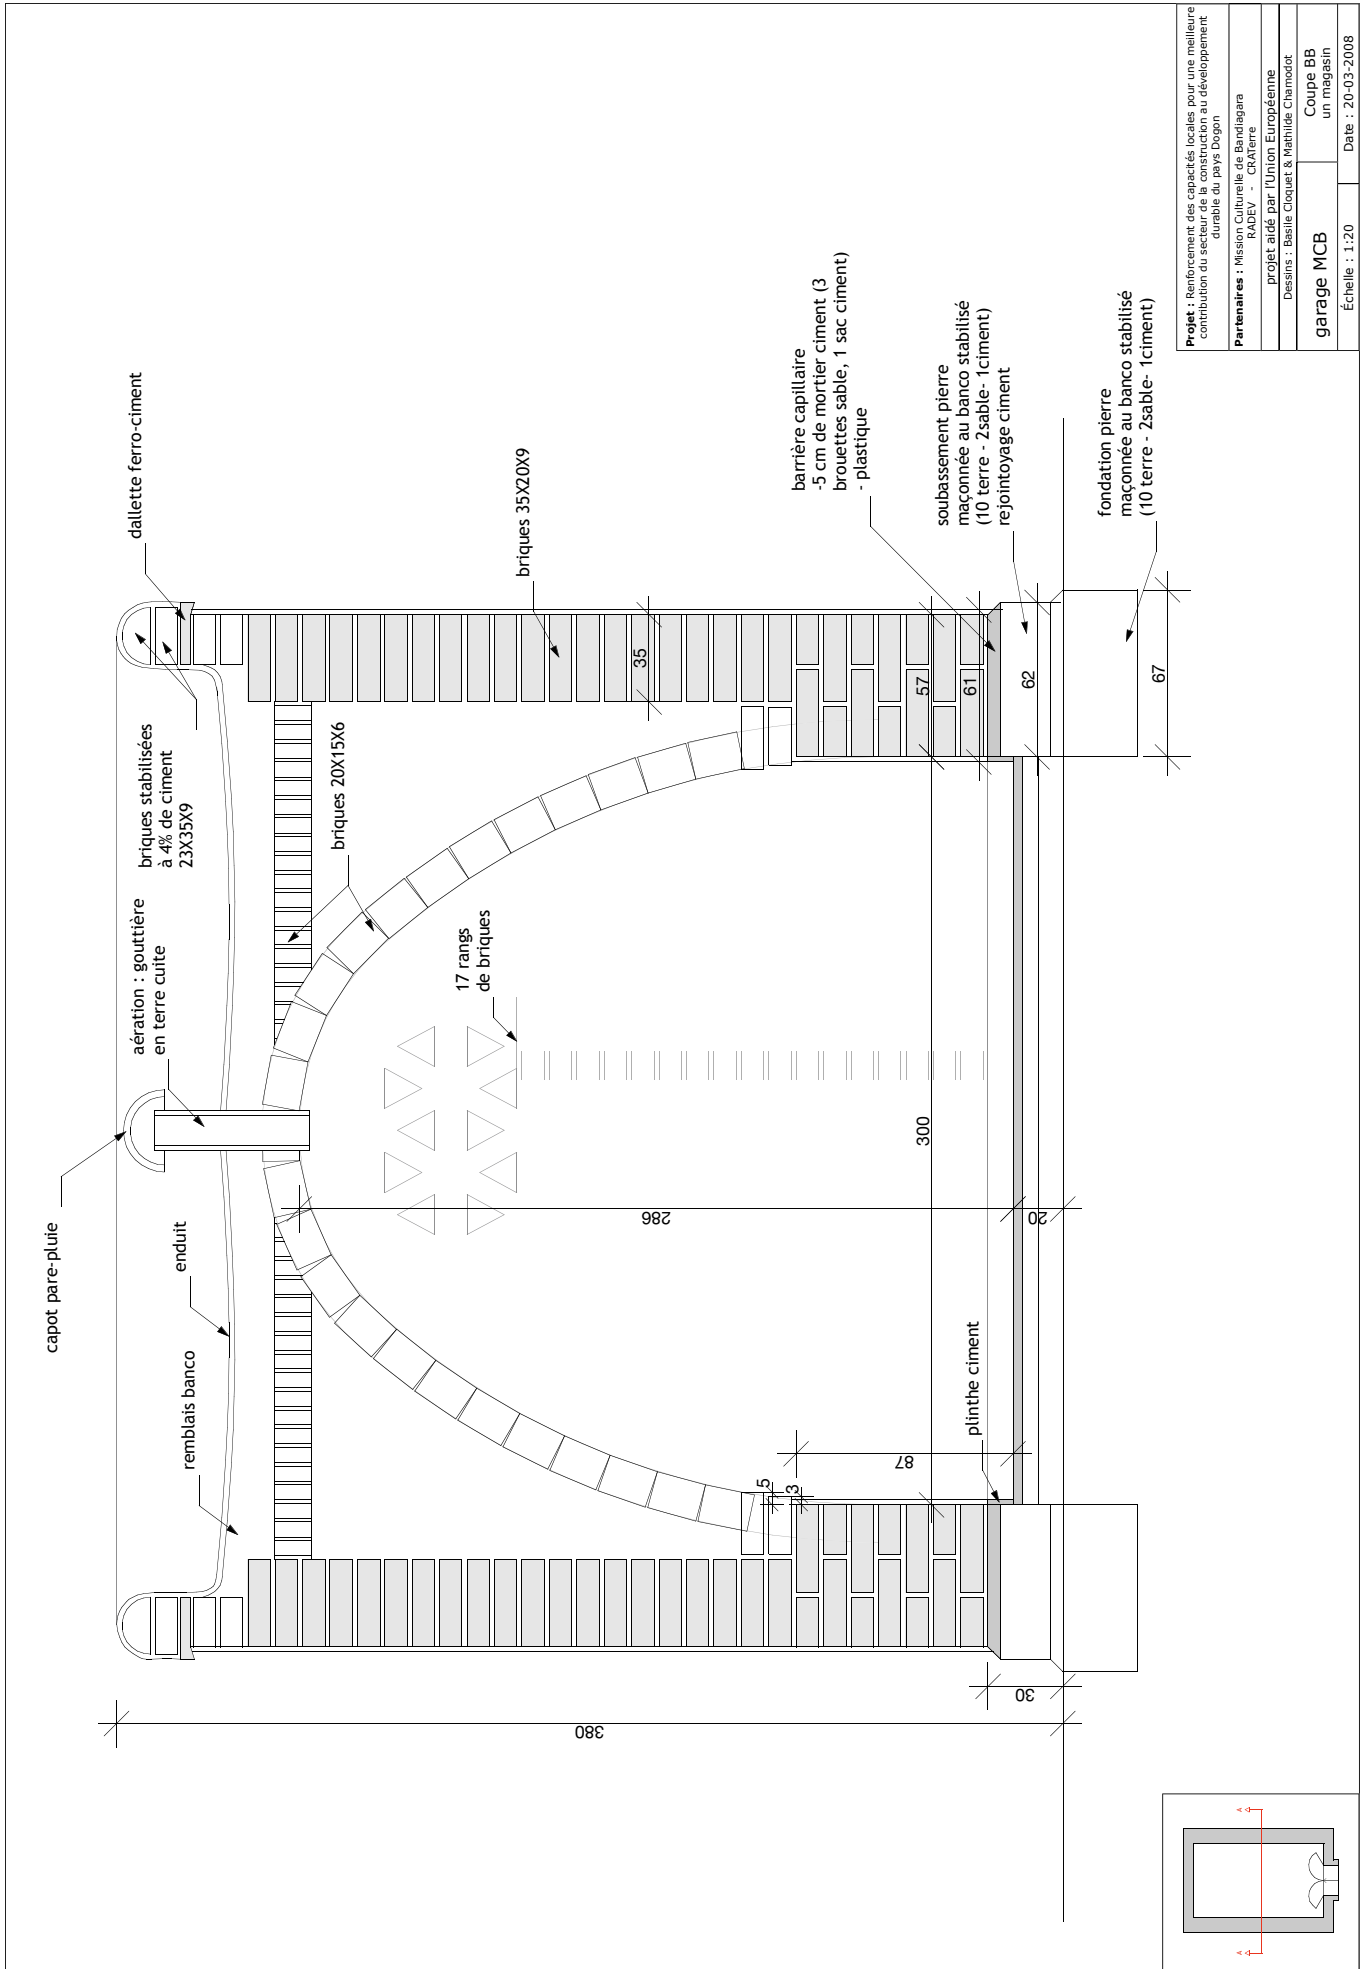 capot pare-pluie
aération : gouttière
en terre cuite
briques stabilisées
à 4% de ciment
23X35X9
dallette ferro-ciment
enduit
remblais banco
briques 20X15X6
briques 35X20X9
17 rangs
de briques
barrière capillaire
-5 cm de mortier ciment (3
brouettes sable, 1 sac ciment)
- plastique
soubassement pierre
maçonnée au banco stabilisé
(10 terre - 2sable- 1ciment)
rejointoyage ciment
fondation pierre
maçonnée au banco stabilisé
(10 terre - 2sable- 1ciment)
plinthe ciment
380
30
5
3
87
286
20
300
35
57
61
62
67
Projet : Renforcement des capacités locales pour une meilleure
contribution du secteur de la construction au développement
durable du pays Dogon
Partenaires : Mission Culturelle de Bandiagara
RADEV - CRATerre
projet aidé par l'Union Européenne
Dessins : Basile Cloquet & Mathilde Chamodot
garage MCB
Coupe BB
un magasin
Échelle : 1:20
Date : 20-03-2008
A
A